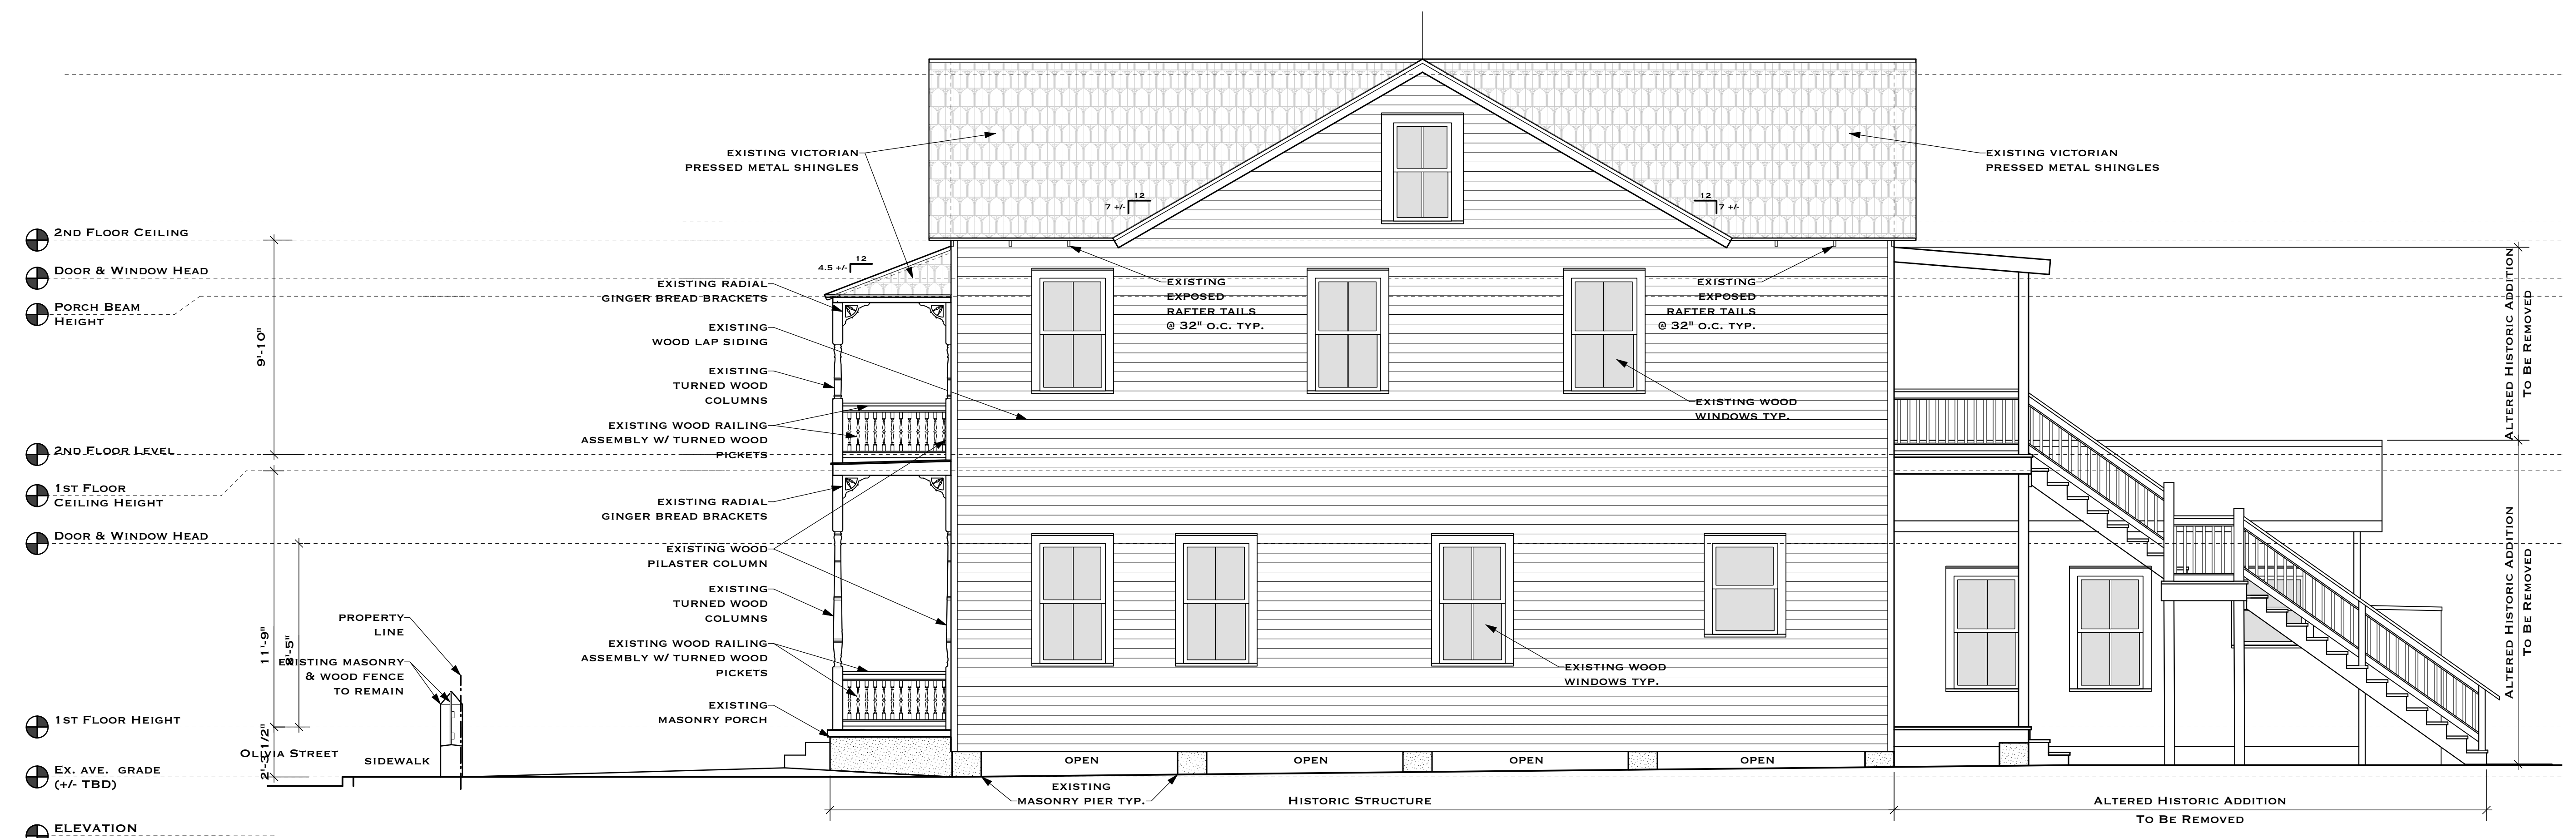 EXISTING VICTORIAN
PRESSED METAL SHINGLES
EXISTING VICTORIAN
PRESSED METAL SHINGLES
12
7 +/-
12
7 +/-
2ND FLOOR CEILING
DOOR & WINDOW HEAD
PORCH BEAM
HEIGHT
9'-10"
2ND FLOOR LEVEL
1ST FLOOR
CEILING HEIGHT
DOOR & WINDOW HEAD
11'-9"
8'-5"
1ST FLOOR HEIGHT
2'-3 1/2"
EX. AVE. GRADE
(+/- TBD)
ELEVATION
12
4.5 +/-
EXISTING RADIAL
GINGER BREAD BRACKETS
EXISTING
WOOD LAP SIDING
EXISTING
TURNED WOOD
COLUMNS
EXISTING WOOD RAILING
ASSEMBLY W/ TURNED WOOD
PICKETS
EXISTING RADIAL
GINGER BREAD BRACKETS
EXISTING WOOD
PILASTER COLUMN
EXISTING
TURNED WOOD
COLUMNS
EXISTING WOOD RAILING
ASSEMBLY W/ TURNED WOOD
PICKETS
EXISTING
MASONRY PORCH
PROPERTY
LINE
EXISTING MASONRY
& WOOD FENCE
TO REMAIN
OLIVIA STREET
SIDEWALK
EXISTING
EXPOSED
RAFTER TAILS
@ 32" O.C. TYP.
EXISTING
EXPOSED
RAFTER TAILS
@ 32" O.C. TYP.
EXISTING WOOD
WINDOWS TYP.
EXISTING WOOD
WINDOWS TYP.
OPEN
OPEN
OPEN
OPEN
EXISTING
MASONRY PIER TYP.
HISTORIC STRUCTURE
ALTERED HISTORIC ADDITION
TO BE REMOVED
ALTERED HISTORIC ADDITION
TO BE REMOVED
ALTERED HISTORIC ADDITION
TO BE REMOVED